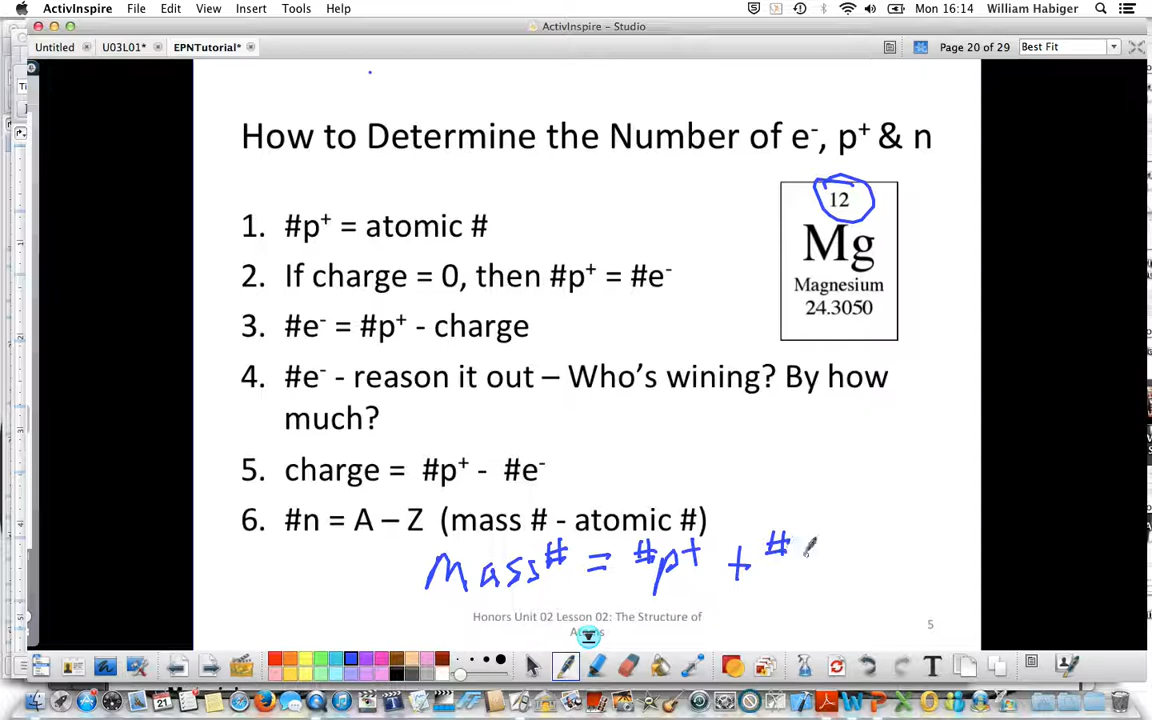 ActivInspire File Edit View Insert Tools Help Mon 16:14 William Habiger
ActivInspire – Studio
Untitled U03L01* EPNTutorial* Page 20 of 29 Best Fit
How to Determine the Number of e⁻, p⁺ & n
12
Mg
Magnesium
24.3050
1. #p⁺ = atomic #
2. If charge = 0, then #p⁺ = #e⁻
3. #e⁻ = #p⁺ - charge
4. #e⁻ - reason it out – Who's wining? By how
much?
5. charge = #p⁺ - #e⁻
6. #n = A – Z (mass # - atomic #)
Mass # = #p⁺ + #
Honors Unit 02 Lesson 02: The Structure of
5